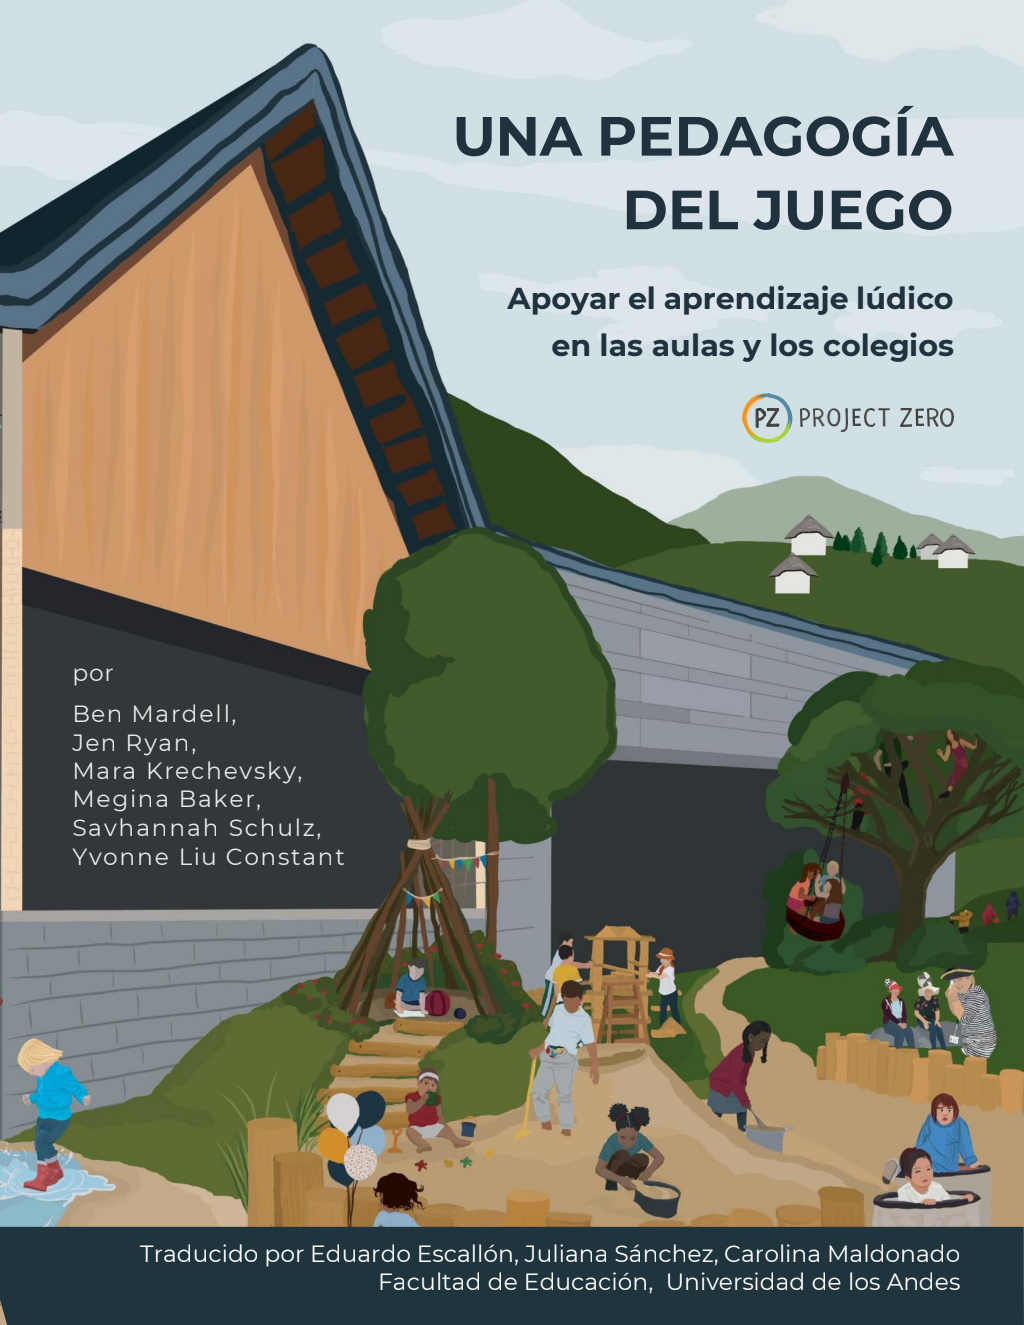 UNA PEDAGOGÍA
DEL JUEGO
Apoyar el aprendizaje lúdico
en las aulas y los colegios
PZ PROJECT ZERO
por
Ben Mardell,
Jen Ryan,
Mara Krechevsky,
Megina Baker,
Savhannah Schulz,
Yvonne Liu Constant
Traducido por Eduardo Escallón, Juliana Sánchez, Carolina Maldonado
Facultad de Educación, Universidad de los Andes